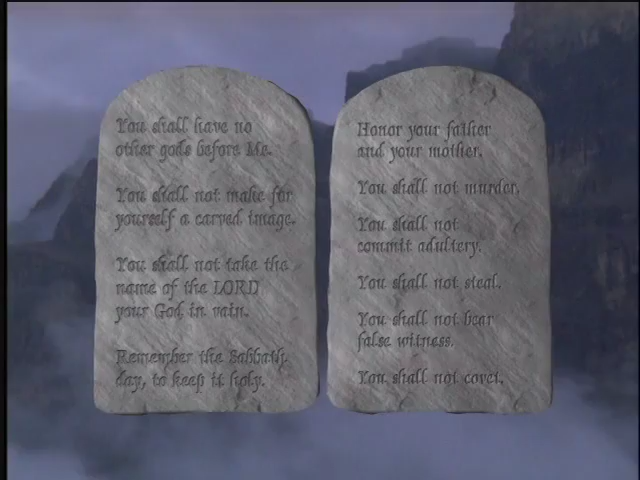 You shall have no
other gods before Me.
You shall not make for
yourself a carved image.
You shall not take the
name of the LORD
your God in vain.
Remember the Sabbath
day, to keep it holy.
Honor your father
and your mother.
You shall not murder.
You shall not
commit adultery.
You shall not steal.
You shall not bear
false witness.
You shall not covet.